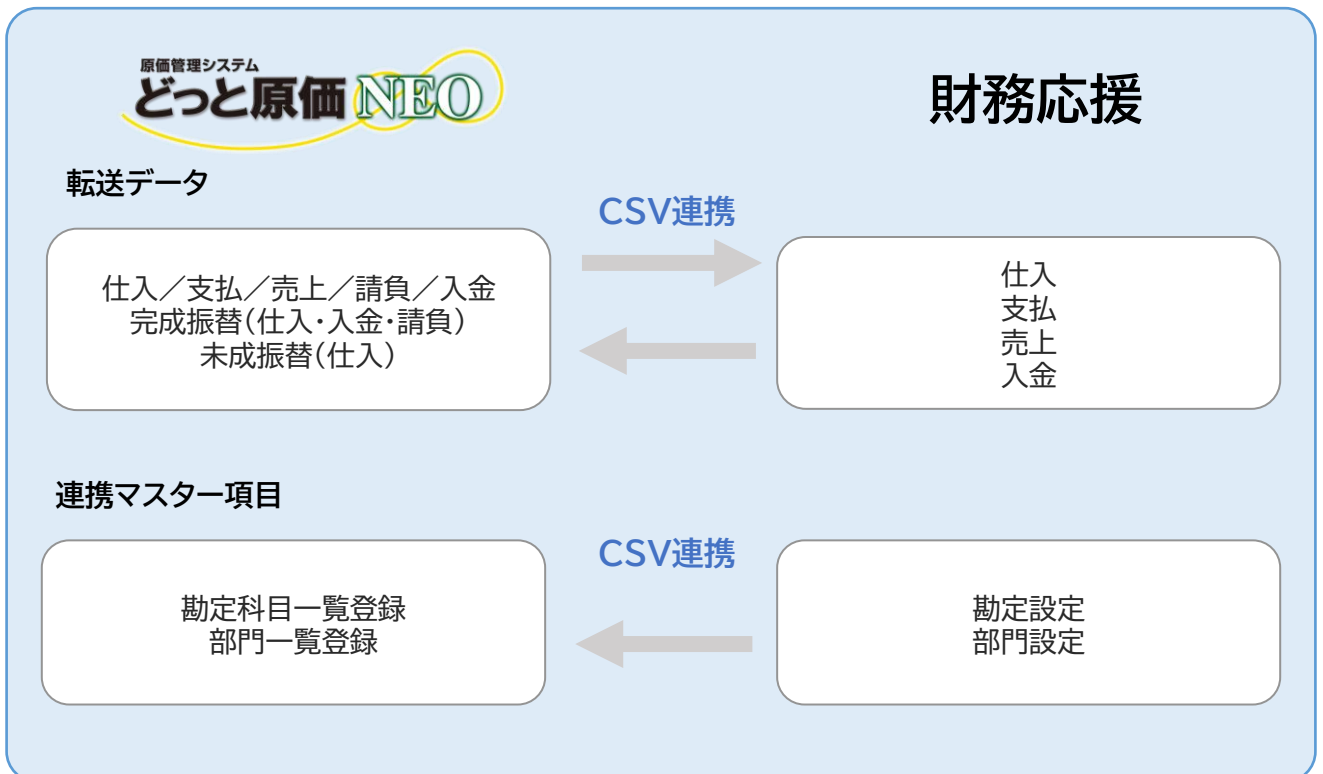 原価管理システム
どっと原価NEO
財務応援
転送データ
CSV連携
仕入／支払／売上／請負／入金
完成振替(仕入・入金・請負)
未成振替(仕入)
仕入
支払
売上
入金
連携マスター項目
CSV連携
勘定科目一覧登録
部門一覧登録
勘定設定
部門設定